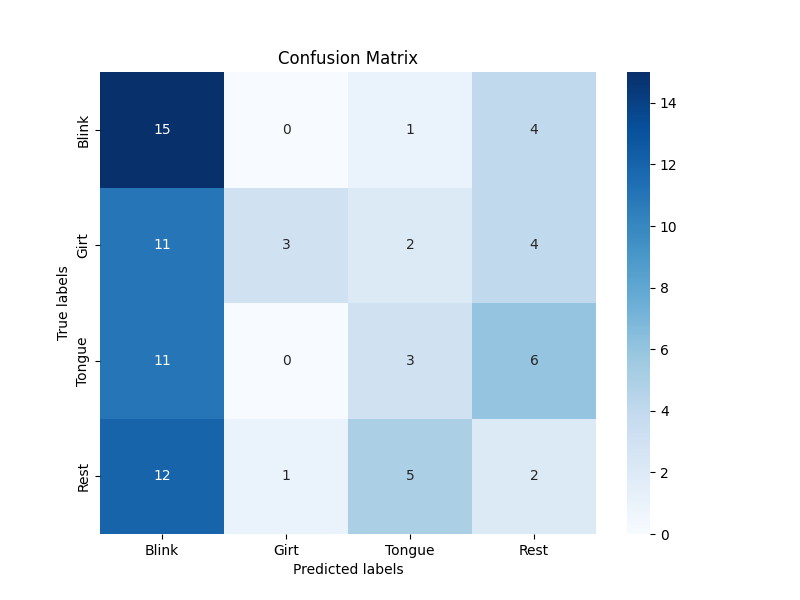 Confusion Matrix
True labels
Blink
15 0 1 4
Girt
11 3 2 4
Tongue
11 0 3 6
Rest
12 1 5 2
Blink Girt Tongue Rest
Predicted labels
14
12
10
8
6
4
2
0